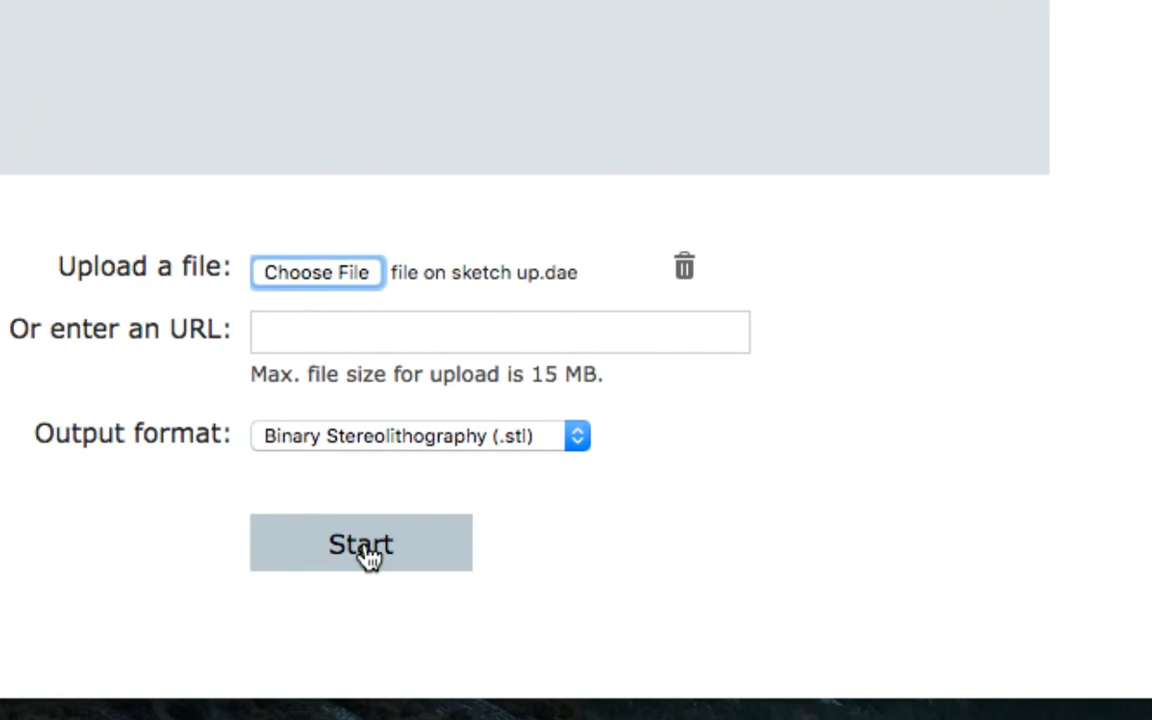 Upload a file: Choose File file on sketch up.dae
Or enter an URL:
Max. file size for upload is 15 MB.
Output format: Binary Stereolithography (.stl)
Start